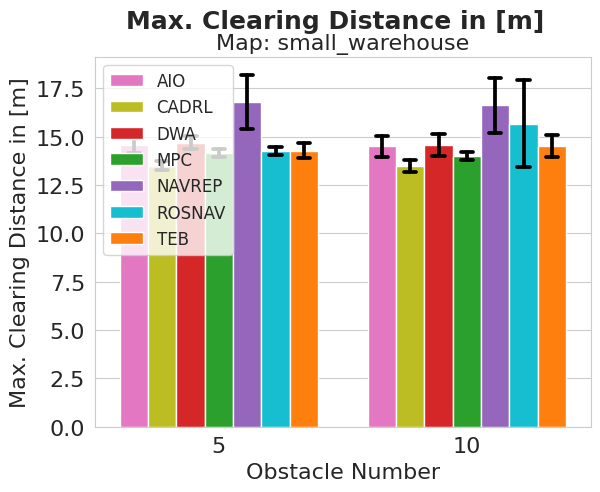 Max. Clearing Distance in [m]
Map: small_warehouse
Max. Clearing Distance in [m]
17.5
15.0
12.5
10.0
7.5
5.0
2.5
0.0
AIO
CADRL
DWA
MPC
NAVREP
ROSNAV
TEB
5
10
Obstacle Number